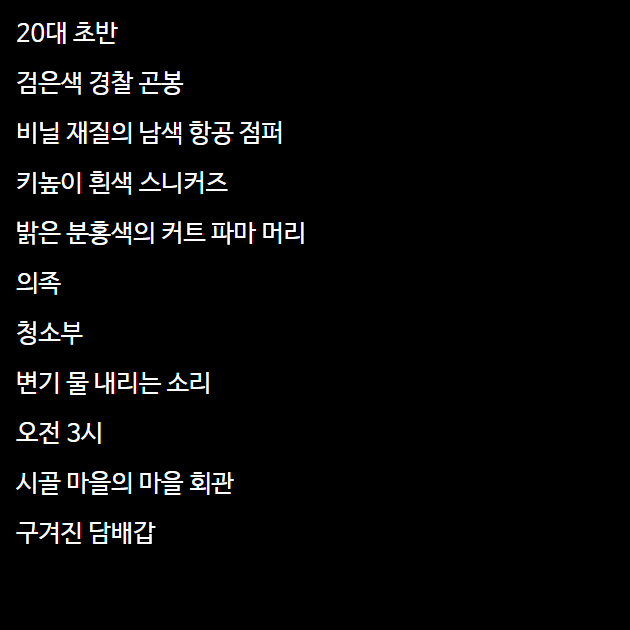 20대 초반
검은색 경찰 곤봉
비닐 재질의 남색 항공 점퍼
키높이 흰색 스니커즈
밝은 분홍색의 커트 파마 머리
의족
청소부
변기 물 내리는 소리
오전 3시
시골 마을의 마을 회관
구겨진 담배갑